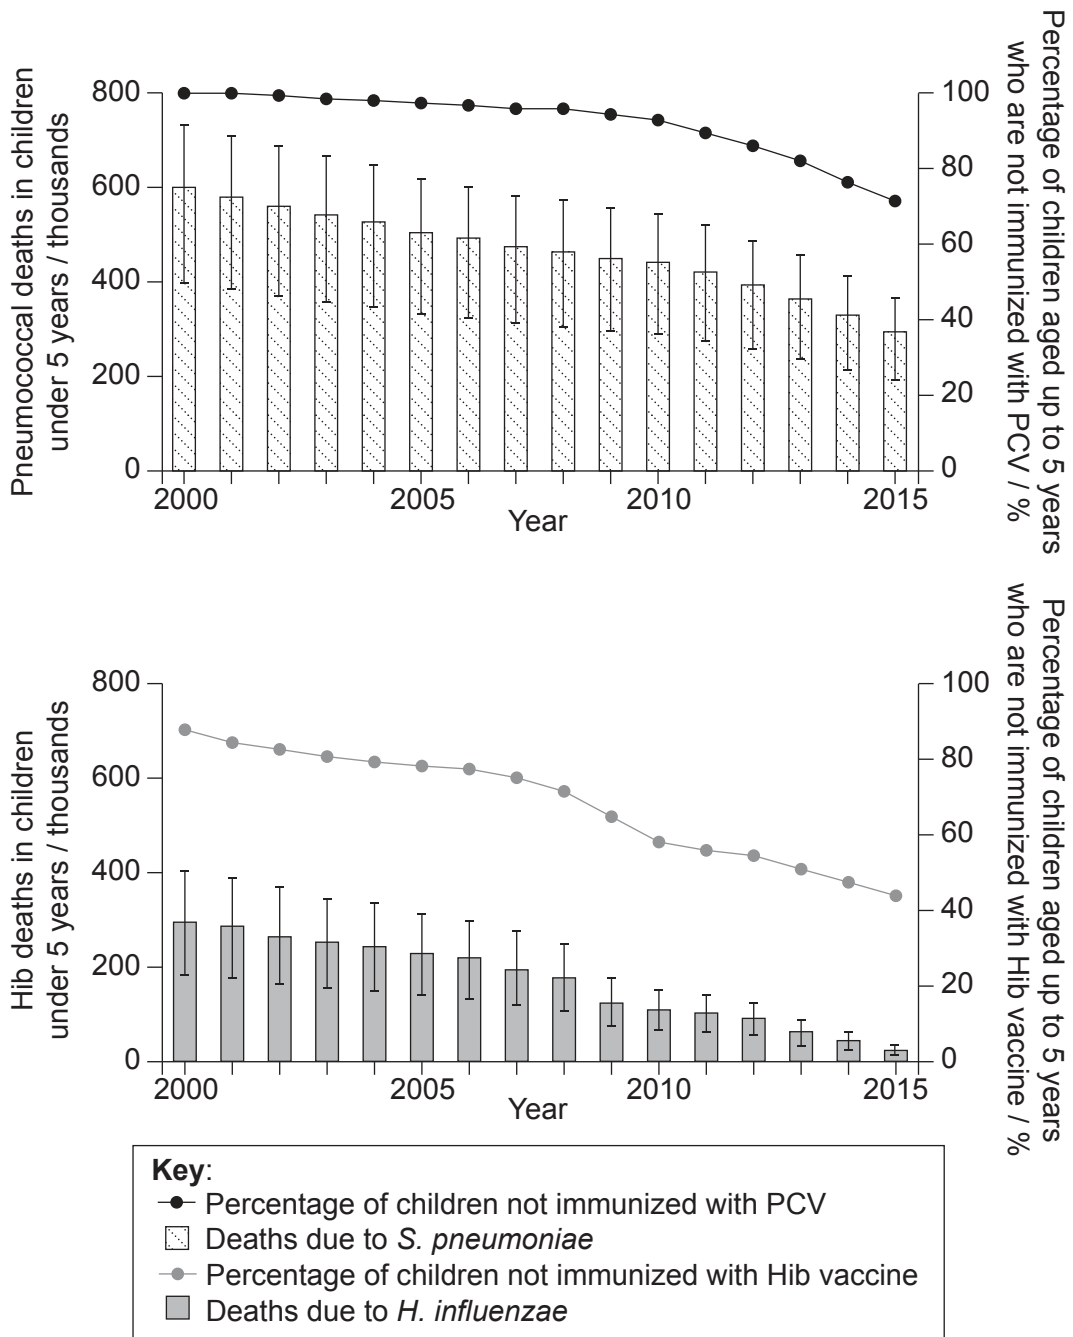 Pneumococcal deaths in children
under 5 years / thousands
800
600
400
200
0
100
80
60
40
20
0
Percentage of children aged up to 5 years
who are not immunized with PCV / %
2000
2005
2010
2015
Year
Hib deaths in children
under 5 years / thousands
800
600
400
200
0
100
80
60
40
20
0
Percentage of children aged up to 5 years
who are not immunized with Hib vaccine / %
2000
2005
2010
2015
Year
Key:
Percentage of children not immunized with PCV
Deaths due to S. pneumoniae
Percentage of children not immunized with Hib vaccine
Deaths due to H. influenzae